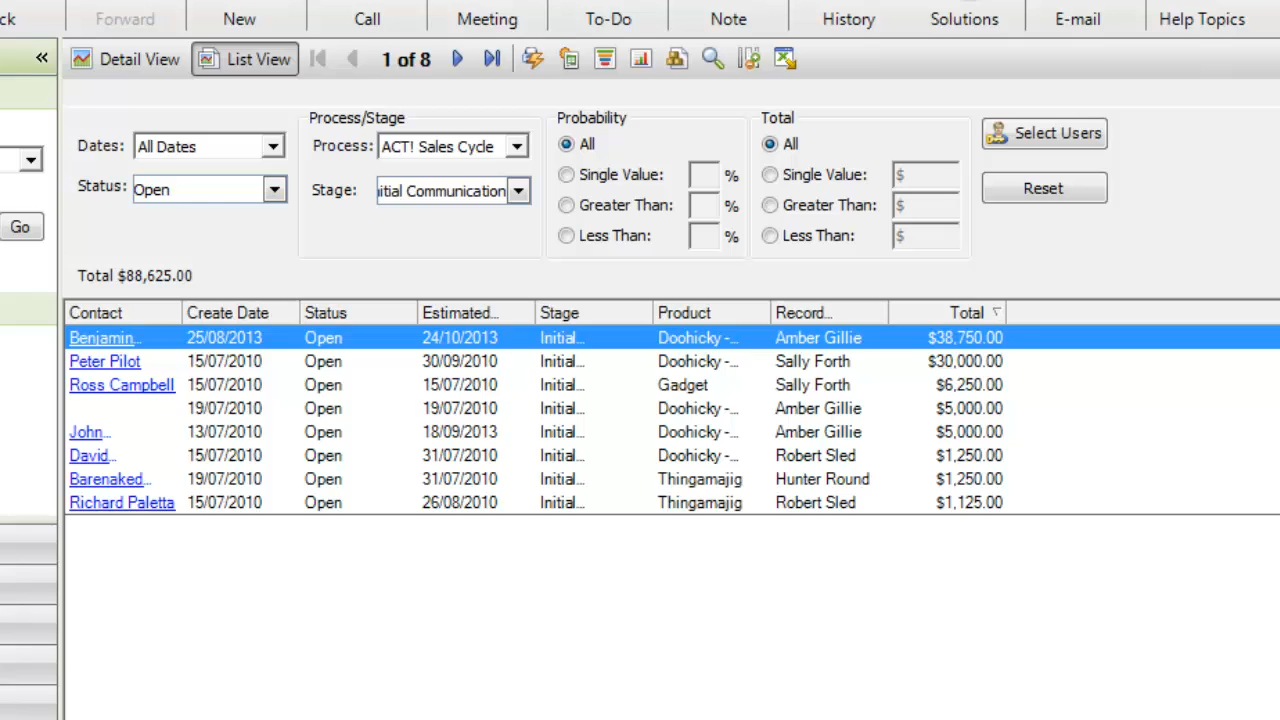 ck Forward New Call Meeting To-Do Note History Solutions E-mail Help Topics
« Detail View List View 1 of 8
Process/Stage Probability Total
Dates: All Dates Process: ACT! Sales Cycle All All Select Users
Status: Open Stage: itial Communication Single Value: % Single Value: $ Reset
Greater Than: % Greater Than: $
Go Less Than: % Less Than: $
Total $88,625.00
Contact Create Date Status Estimated... Stage Product Record... Total
Benjamin... 25/08/2013 Open 24/10/2013 Initial... Doohicky -... Amber Gillie $38,750.00
Peter Pilot 15/07/2010 Open 30/09/2010 Initial... Doohicky -... Sally Forth $30,000.00
Ross Campbell 15/07/2010 Open 15/07/2010 Initial... Gadget Sally Forth $6,250.00
19/07/2010 Open 19/07/2010 Initial... Doohicky -... Amber Gillie $5,000.00
John... 13/07/2010 Open 18/09/2013 Initial... Doohicky -... Amber Gillie $5,000.00
David... 15/07/2010 Open 31/07/2010 Initial... Doohicky -... Robert Sled $1,250.00
Barenaked... 19/07/2010 Open 31/07/2010 Initial... Thingamajig Hunter Round $1,250.00
Richard Paletta 15/07/2010 Open 26/08/2010 Initial... Thingamajig Robert Sled $1,125.00